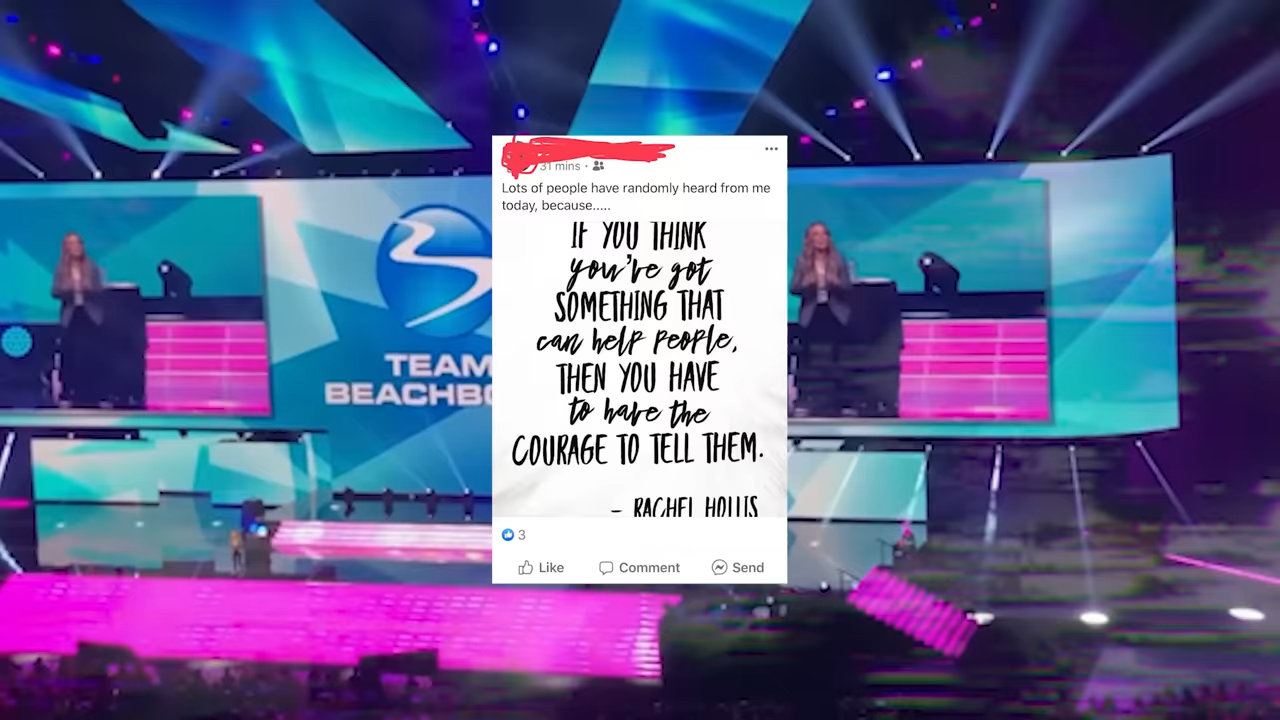 TEAM
BEACHBO
31 mins ·
Lots of people have randomly heard from me
today, because.....
IF YOU THINK
you've got
SOMETHING THAT
can help people,
THEN YOU HAVE
to have the
COURAGE TO TELL THEM.
– RACHEL HOLLIS
3
Like
Comment
Send